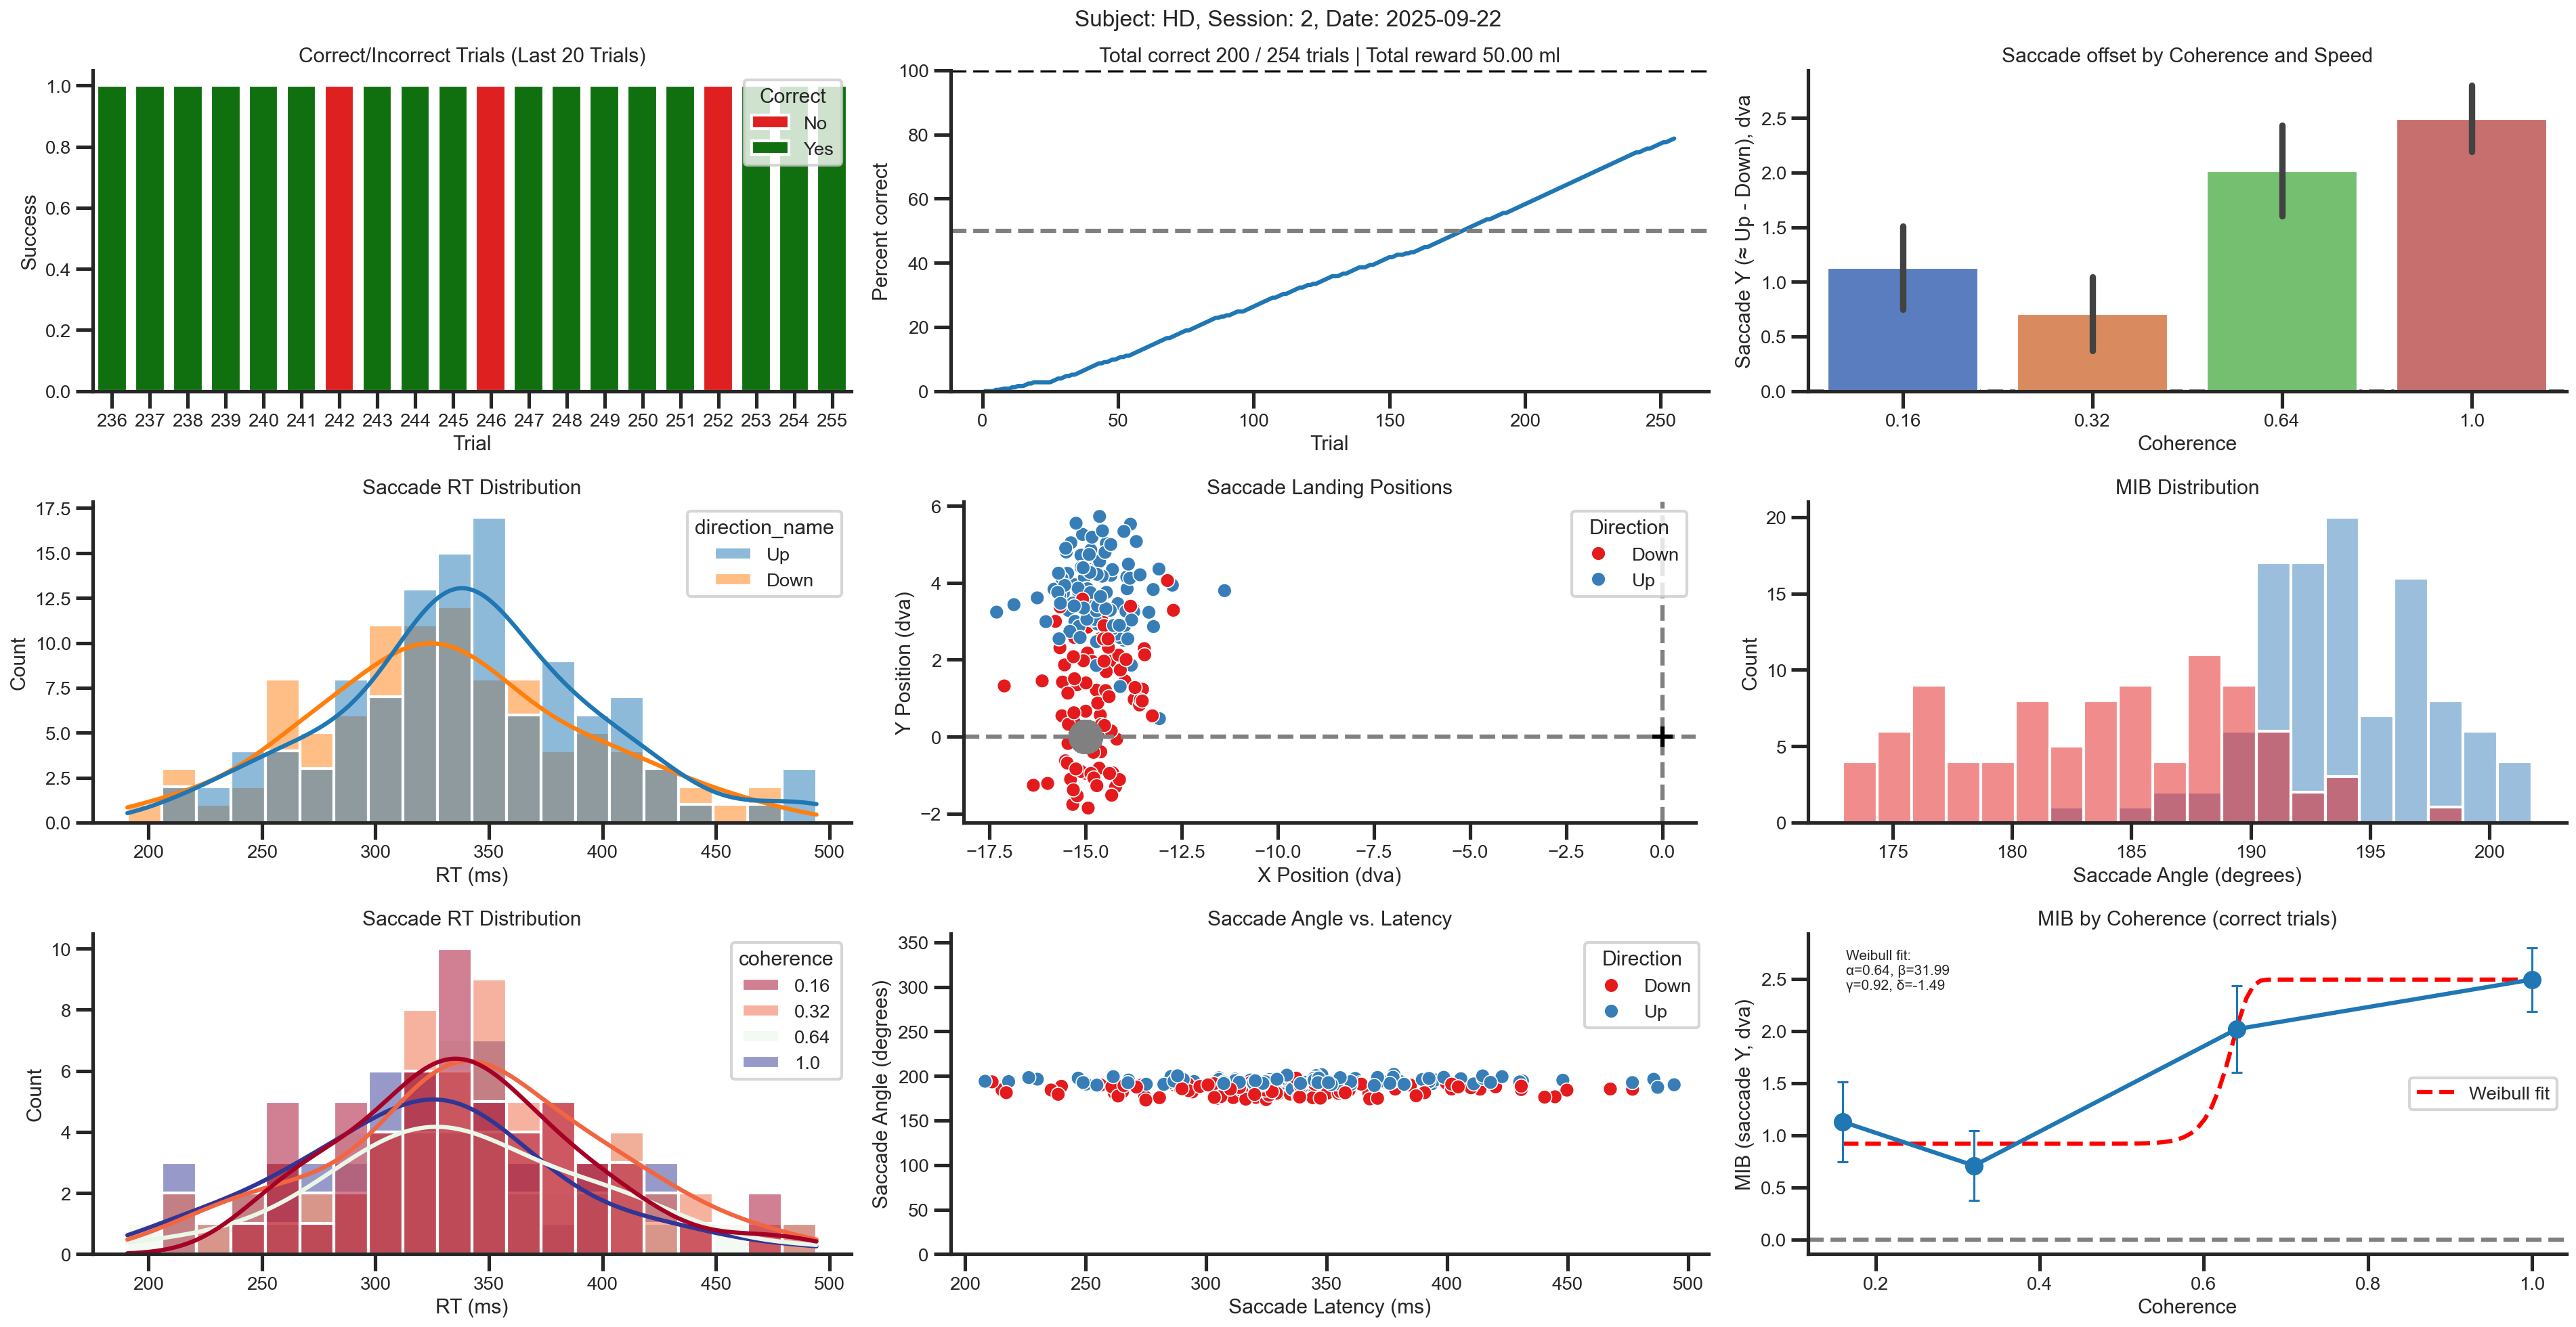 Subject: HD, Session: 2, Date: 2025-09-22
Correct/Incorrect Trials (Last 20 Trials)
Success
1.0
0.8
0.6
0.4
0.2
0.0
Correct
No
Yes
236 237 238 239 240 241 242 243 244 245 246 247 248 249 250 251 252 253 254 255
Trial
Total correct 200 / 254 trials | Total reward 50.00 ml
Percent correct
100
80
60
40
20
0
0 50 100 150 200 250
Trial
Saccade offset by Coherence and Speed
Saccade Y (≈ Up - Down), dva
2.5
2.0
1.5
1.0
0.5
0.0
0.16 0.32 0.64 1.0
Coherence
Saccade RT Distribution
Count
17.5
15.0
12.5
10.0
7.5
5.0
2.5
0.0
direction_name
Up
Down
200 250 300 350 400 450 500
RT (ms)
Saccade Landing Positions
Y Position (dva)
6
4
2
0
−2
Direction
Down
Up
−17.5 −15.0 −12.5 −10.0 −7.5 −5.0 −2.5 0.0
X Position (dva)
MIB Distribution
Count
20
15
10
5
0
175 180 185 190 195 200
Saccade Angle (degrees)
Saccade RT Distribution
Count
10
8
6
4
2
0
coherence
0.16
0.32
0.64
1.0
200 250 300 350 400 450 500
RT (ms)
Saccade Angle vs. Latency
Saccade Angle (degrees)
350
300
250
200
150
100
50
0
Direction
Down
Up
200 250 300 350 400 450 500
Saccade Latency (ms)
MIB by Coherence (correct trials)
MIB (saccade Y, dva)
2.5
2.0
1.5
1.0
0.5
0.0
Weibull fit:
α=0.64, β=31.99
γ=0.92, δ=-1.49
Weibull fit
0.2 0.4 0.6 0.8 1.0
Coherence